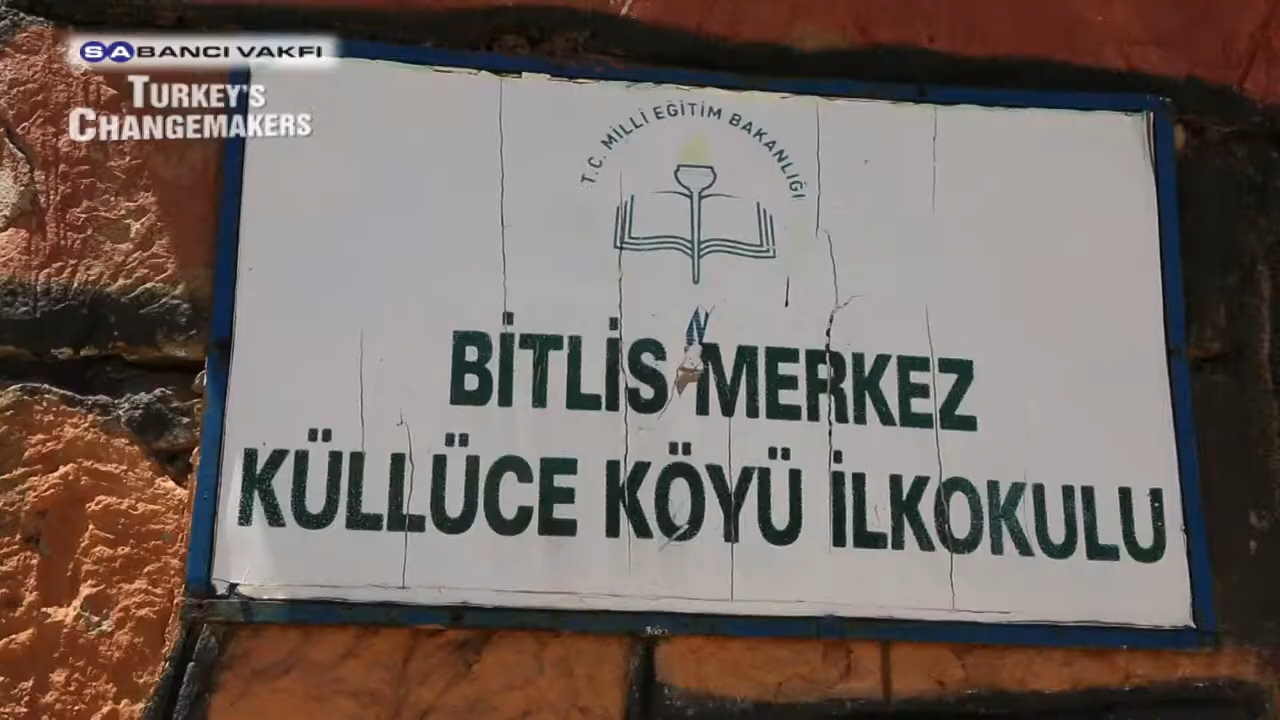 SABANCI VAKFI
TURKEY'S
CHANGEMAKERS
T.C. MİLLİ EĞİTİM BAKANLIĞI
BİTLİS MERKEZ
KÜLLÜCE KÖYÜ İLKOKULU